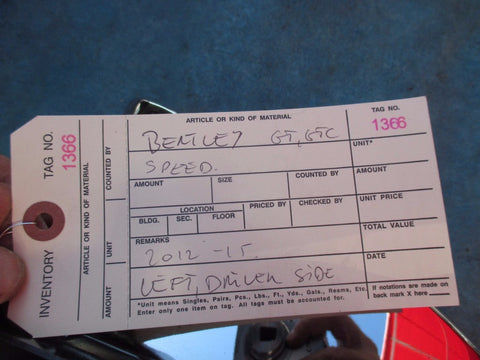 INVENTORY TAG NO. 1366
ARTICLE OR KIND OF MATERIAL
AMOUNT UNIT COUNTED BY
ARTICLE OR KIND OF MATERIAL
BENTLEY GT, GTC
SPEED.
AMOUNT SIZE COUNTED BY
LOCATION
BLDG. SEC. FLOOR PRICED BY CHECKED BY
REMARKS
2012 -15.
LEFT, DRIVER SIDE
*Unit means Singles, Pairs, Pcs., Lbs., Ft., Yds., Gals., Reams, Etc.
Enter only one item on tag. All tags must be accounted for.
TAG NO.
1366
UNIT*
UNIT PRICE
TOTAL VALUE
DATE
If notations are made on
back mark X here